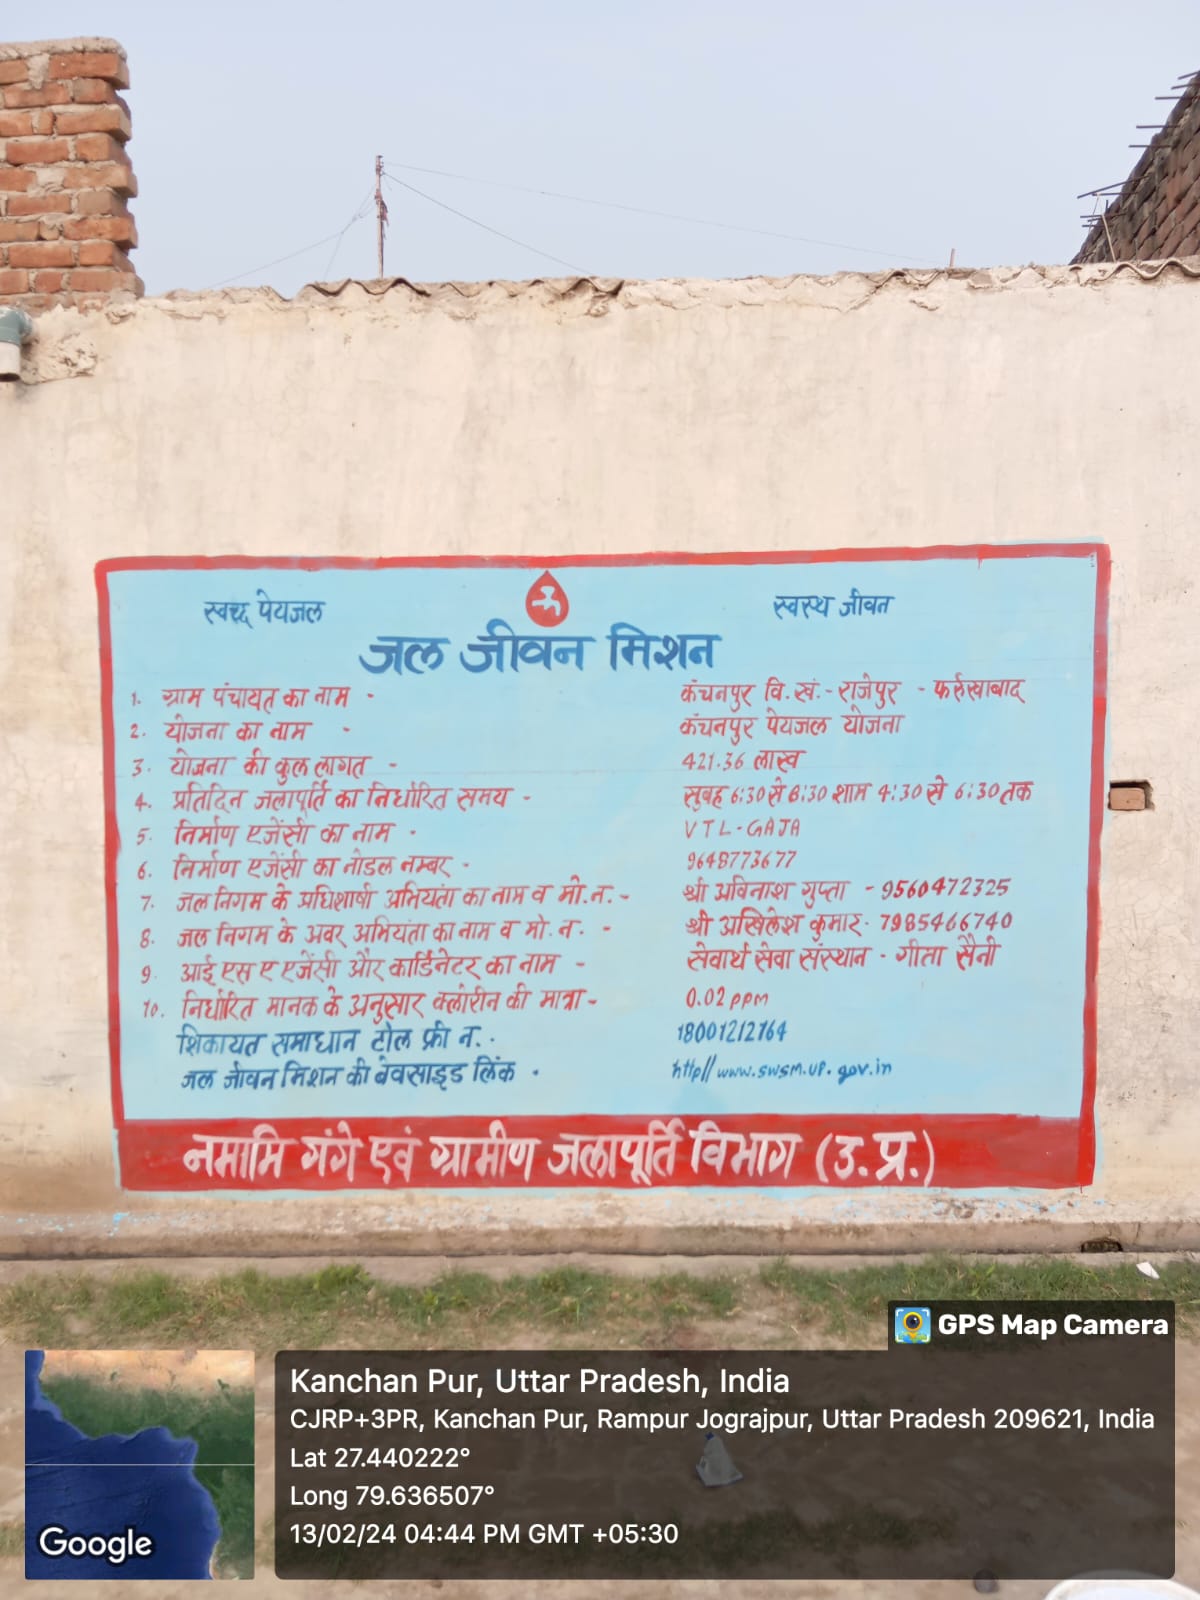 स्वच्छ पेयजल
स्वस्थ जीवन
जल जीवन मिशन
1. ग्राम पंचायत का नाम - कंचनपुर वि.खं.- राजेपुर - फर्रुखाबाद
2. योजना का नाम - कंचनपुर पेयजल योजना
3. योजना की कुल लागत - 421.36 लाख
4. प्रतिदिन जलापूर्ति का निर्धारित समय - सुबह 6:30 से 8:30 शाम 4:30 से 6:30 तक
5. निर्माण एजेंसी का नाम - VTL-GAJA
6. निर्माण एजेंसी का नोडल नम्बर - 9648773677
7. जल निगम के अधिशाषी अभियंता का नाम व मो.न. - श्री अविनाश गुप्ता - 9560472325
8. जल निगम के अवर अभियंता का नाम व मो.न. - श्री अखिलेश कुमार- 7985466740
9. आई एस ए एजेंसी और कार्डिनेटर का नाम - सेवार्थ सेवा संस्थान - गीता सैनी
10. निर्धारित मानक के अनुसार क्लोरीन की मात्रा - 0.02 ppm
शिकायत समाधान टोल फ्री न. - 18001212164
जल जीवन मिशन की वेवसाइड लिंक - http//www.swsm.up.gov.in
नमामि गंगे एवं ग्रामीण जलापूर्ति विभाग (उ.प्र.)
GPS Map Camera
Kanchan Pur, Uttar Pradesh, India
CJRP+3PR, Kanchan Pur, Rampur Jograjpur, Uttar Pradesh 209621, India
Lat 27.440222°
Long 79.636507°
13/02/24 04:44 PM GMT +05:30
Google